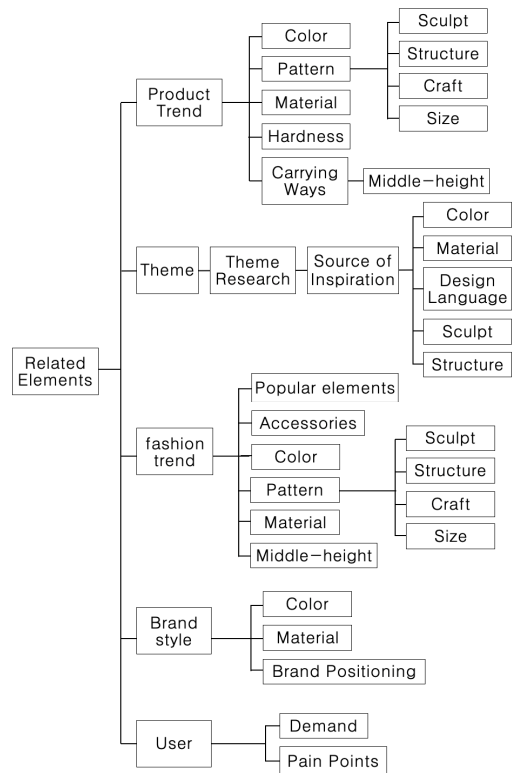 Related
Elements
Product
Trend
Color
Pattern
Sculpt
Structure
Craft
Size
Material
Hardness
Carrying
Ways
Middle-height
Theme
Theme
Research
Source of
Inspiration
Color
Material
Design
Language
Sculpt
Structure
fashion
trend
Popular elements
Accessories
Color
Pattern
Sculpt
Structure
Craft
Size
Material
Middle-height
Brand
style
Color
Material
Brand Positioning
User
Demand
Pain Points